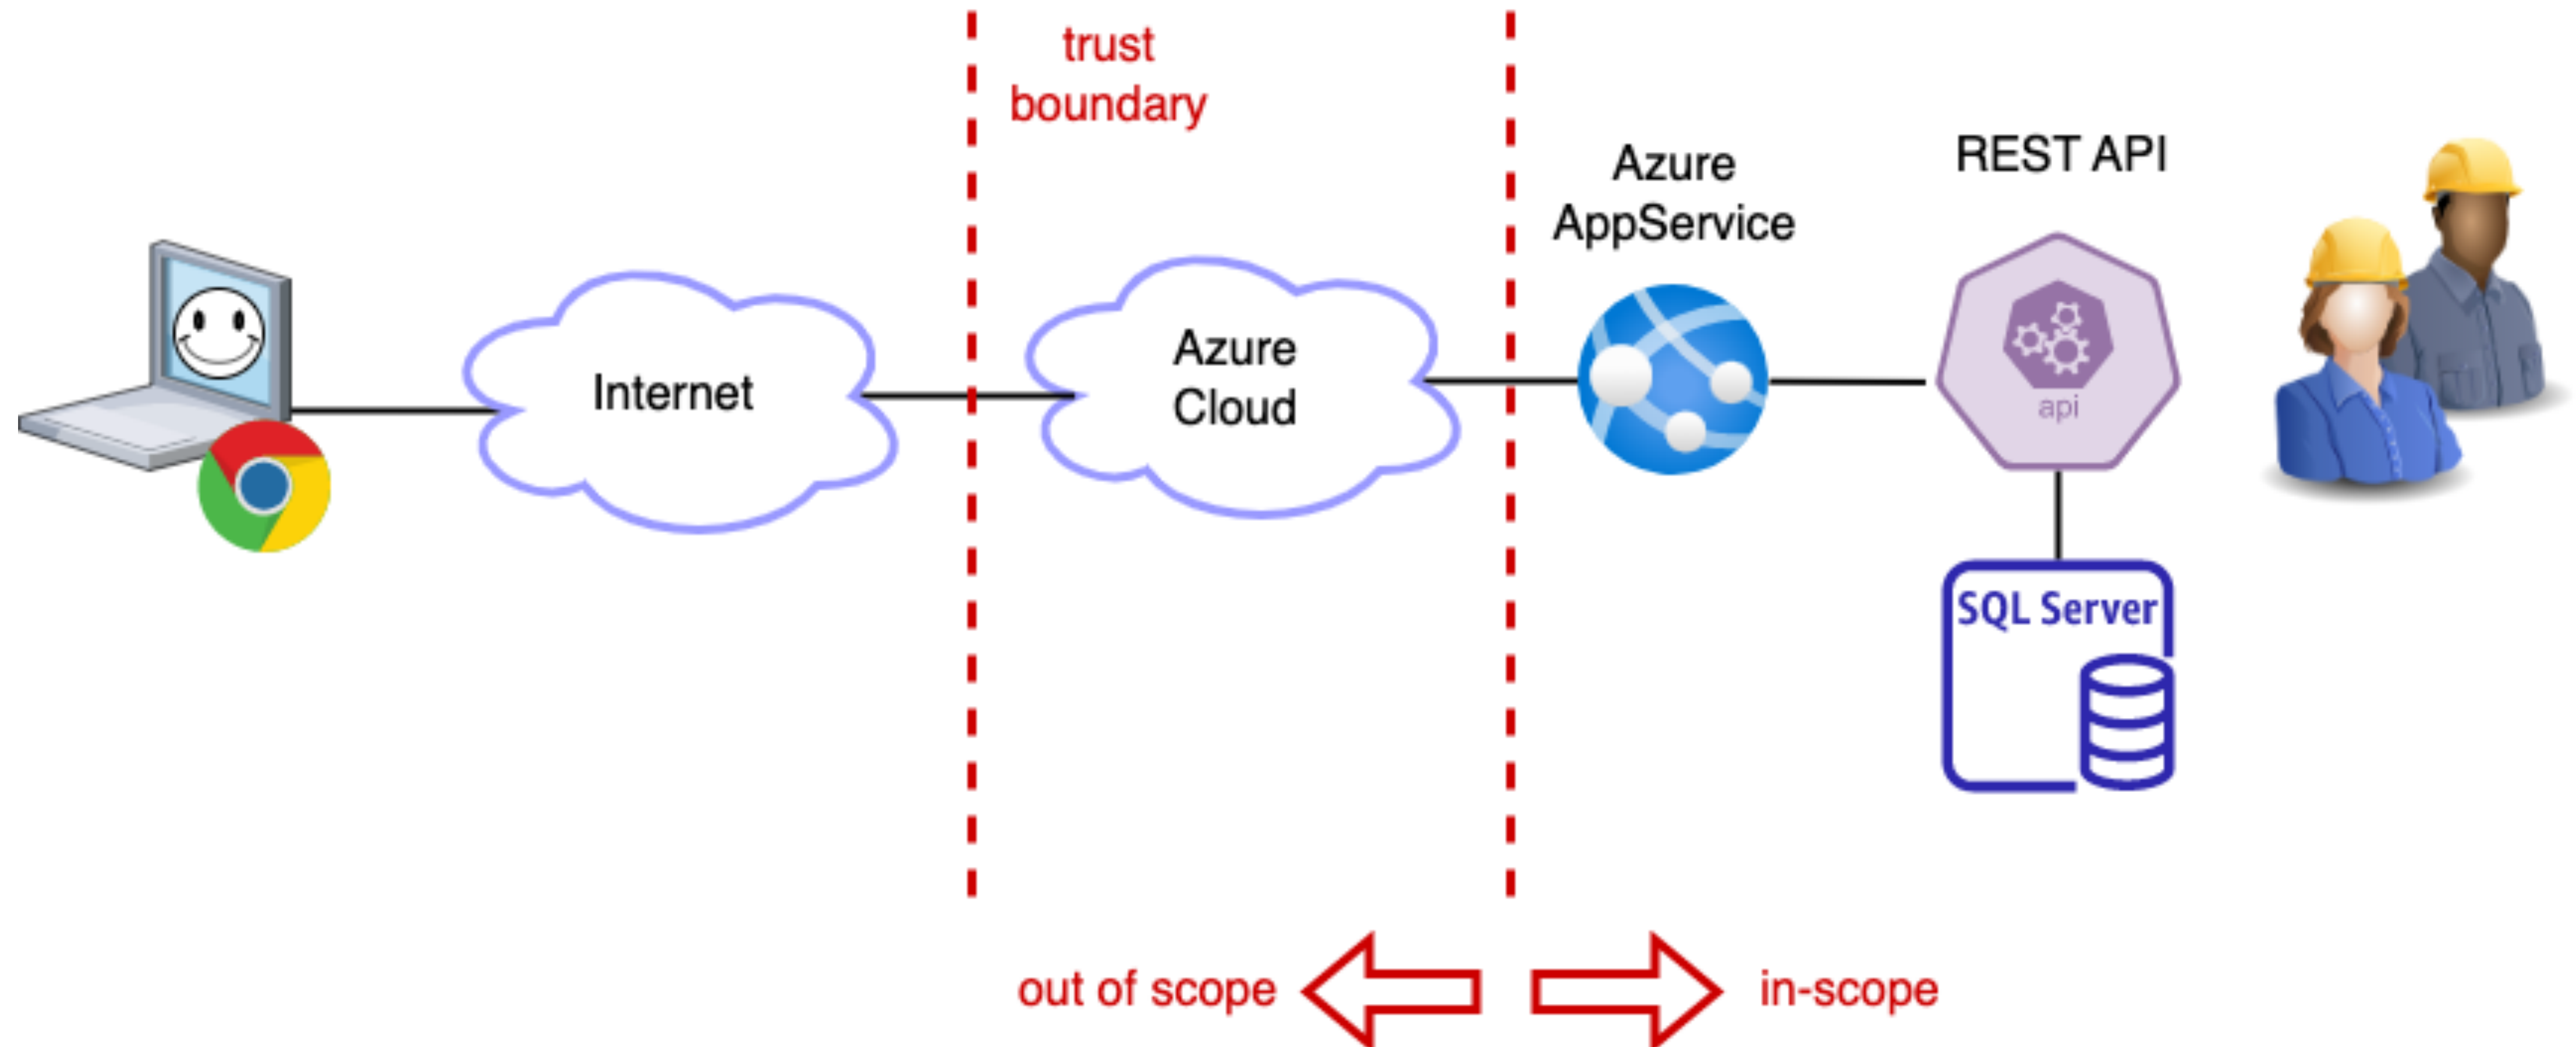 trust
boundary
Azure
AppService
REST API
Internet
Azure
Cloud
api
SQL Server
out of scope
in-scope